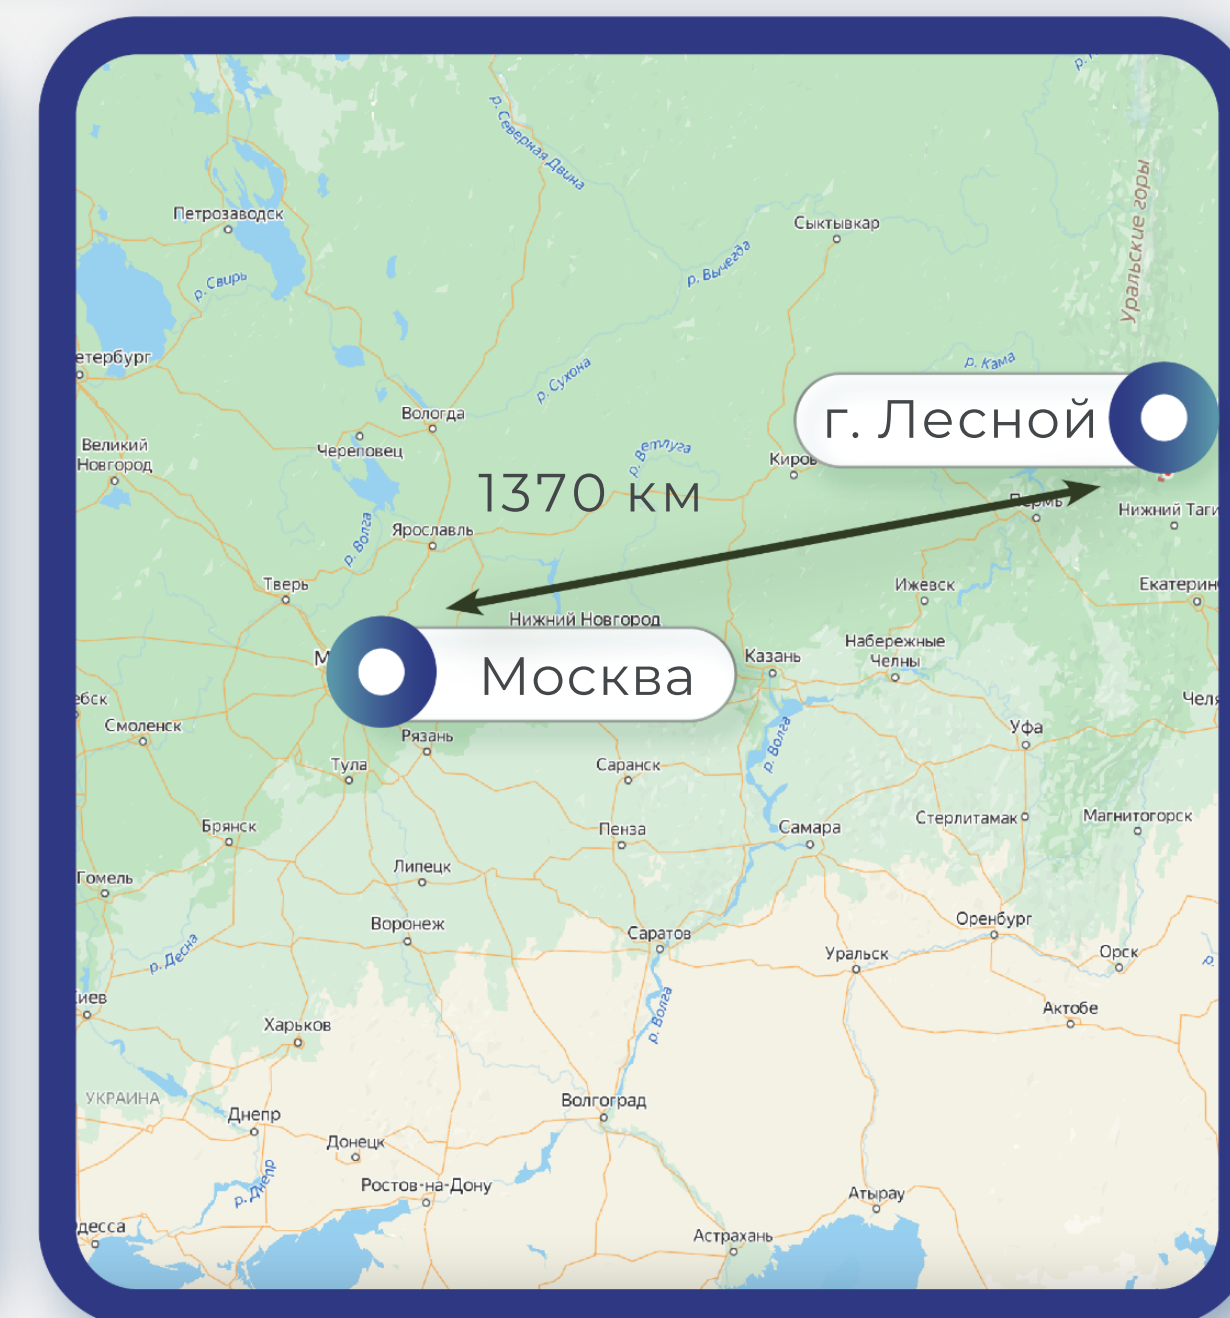 р. Северная Двина
Петрозаводск
Сыктывкар
р. Вычегда
р. Свирь
Уральские горы
етербург
р. Кама
р. Сухона
г. Лесной
Вологда
Великий
Новгород
Череповец
р. Ветлуга
Киров
1370 км
Пермь
Нижний Таги
Ярославль
р. Волга
Тверь
Ижевск
Екатерин
Нижний Новгород
Набережные
Челны
М
Москва
Казань
ебск
Челя
Смоленск
Рязань
р. Волга
Уфа
Тула
Саранск
Брянск
Пенза
Самара
Стерлитамак
Магнитогорск
Липецк
Гомель
Воронеж
Саратов
Оренбург
р. Десна
Уральск
Орск
р.
иев
р. Волга
Актобе
Харьков
УКРАИНА
Днепр
Волгоград
Донецк
р. Днепр
Ростов-на-Дону
Атырау
десса
Астрахань